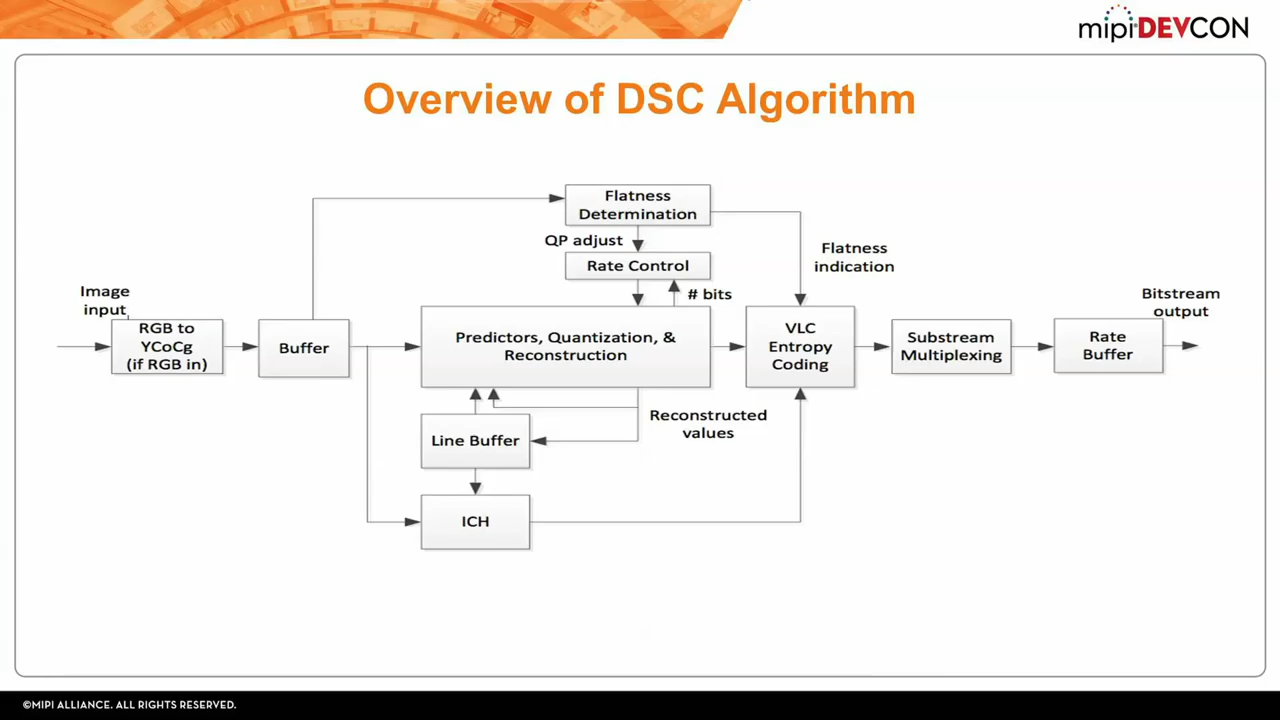 mipiDEVCON
Overview of DSC Algorithm
Flatness
Determination
QP adjust
Rate Control
# bits
Flatness
indication
Image
input
RGB to
YCoCg
(if RGB in)
Buffer
Predictors, Quantization, &
Reconstruction
VLC
Entropy
Coding
Substream
Multiplexing
Rate
Buffer
Bitstream
output
Line Buffer
Reconstructed
values
ICH
©MIPI ALLIANCE. ALL RIGHTS RESERVED.